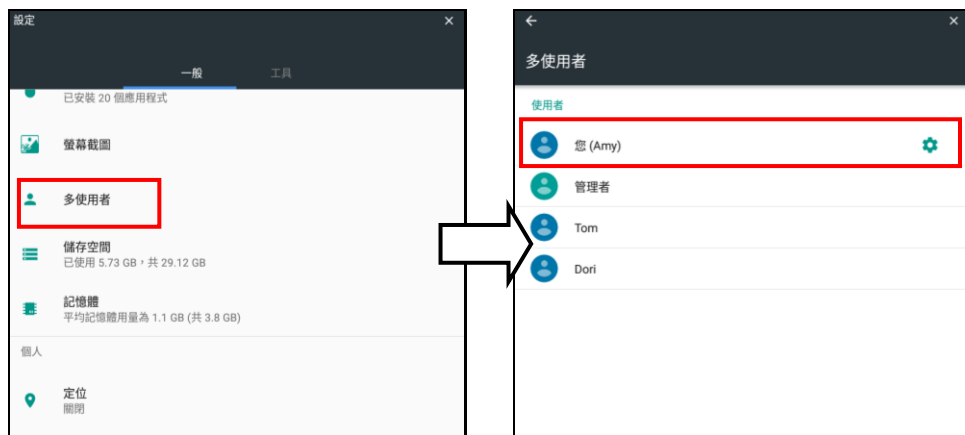 設定
一般
工具
已安裝 20 個應用程式
螢幕截圖
多使用者
儲存空間
已使用 5.73 GB，共 29.12 GB
記憶體
平均記憶體用量為 1.1 GB (共 3.8 GB)
個人
定位
關閉
多使用者
使用者
您 (Amy)
管理者
Tom
Dori